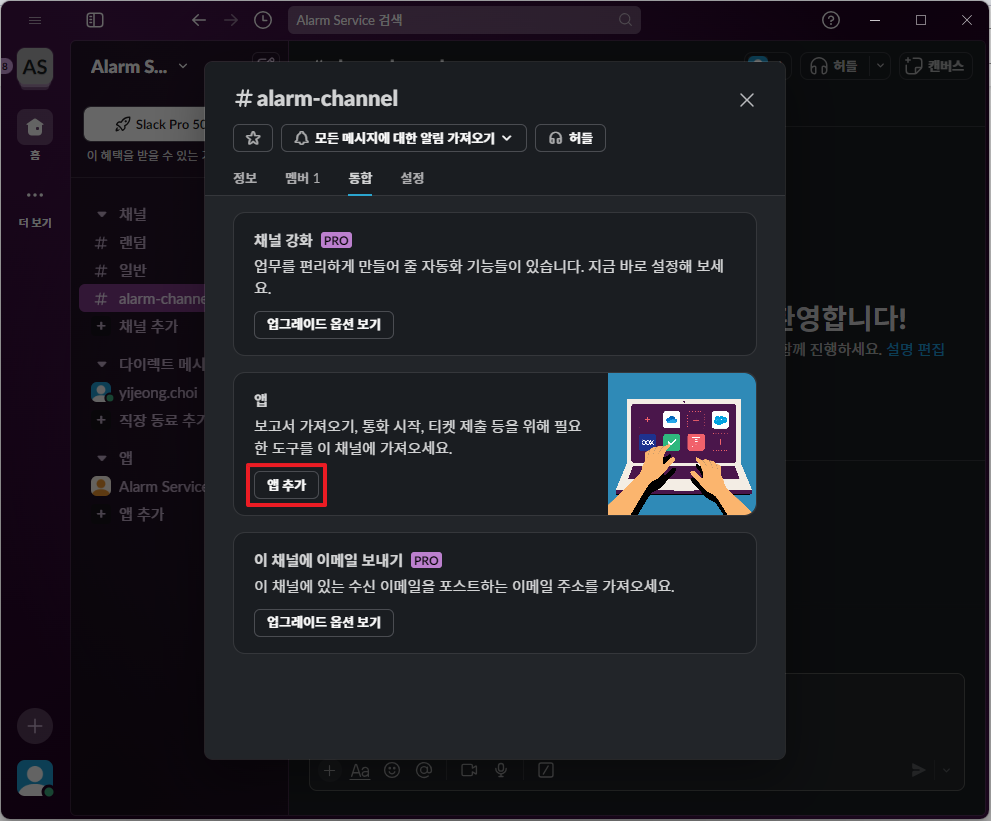 Alarm Service 검색
8
AS
Alarm S...
허들
캔버스
홈
더 보기
Slack Pro 50
이 혜택을 받을 수 있는
채널
# 랜덤
# 일반
# alarm-channe
+ 채널 추가
다이렉트 메시
yijeong.choi
+ 직장 동료 추가
앱
Alarm Service
+ 앱 추가
# alarm-channel
모든 메시지에 대한 알림 가져오기
허들
정보
멤버 1
통합
설정
채널 강화 PRO
업무를 편리하게 만들어 줄 자동화 기능들이 있습니다. 지금 바로 설정해 보세
요.
업그레이드 옵션 보기
앱
보고서 가져오기, 통화 시작, 티켓 제출 등을 위해 필요
한 도구를 이 채널에 가져오세요.
앱 추가
이 채널에 이메일 보내기 PRO
이 채널에 있는 수신 이메일을 포스트하는 이메일 주소를 가져오세요.
업그레이드 옵션 보기
영합니다!
함께 진행하세요. 설명 편집
Aa